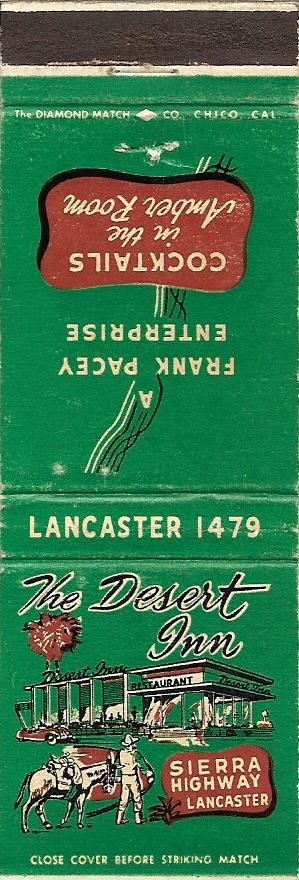 The DIAMOND MATCH CO. CHICO, CAL
COCKTAILS
in the
Amber Room
A
FRANK PACEY
ENTERPRISE
LANCASTER 1479
The Desert
Inn
Desert Inn
RESTAURANT
Desert Inn
SIERRA
HIGHWAY
LANCASTER
CLOSE COVER BEFORE STRIKING MATCH